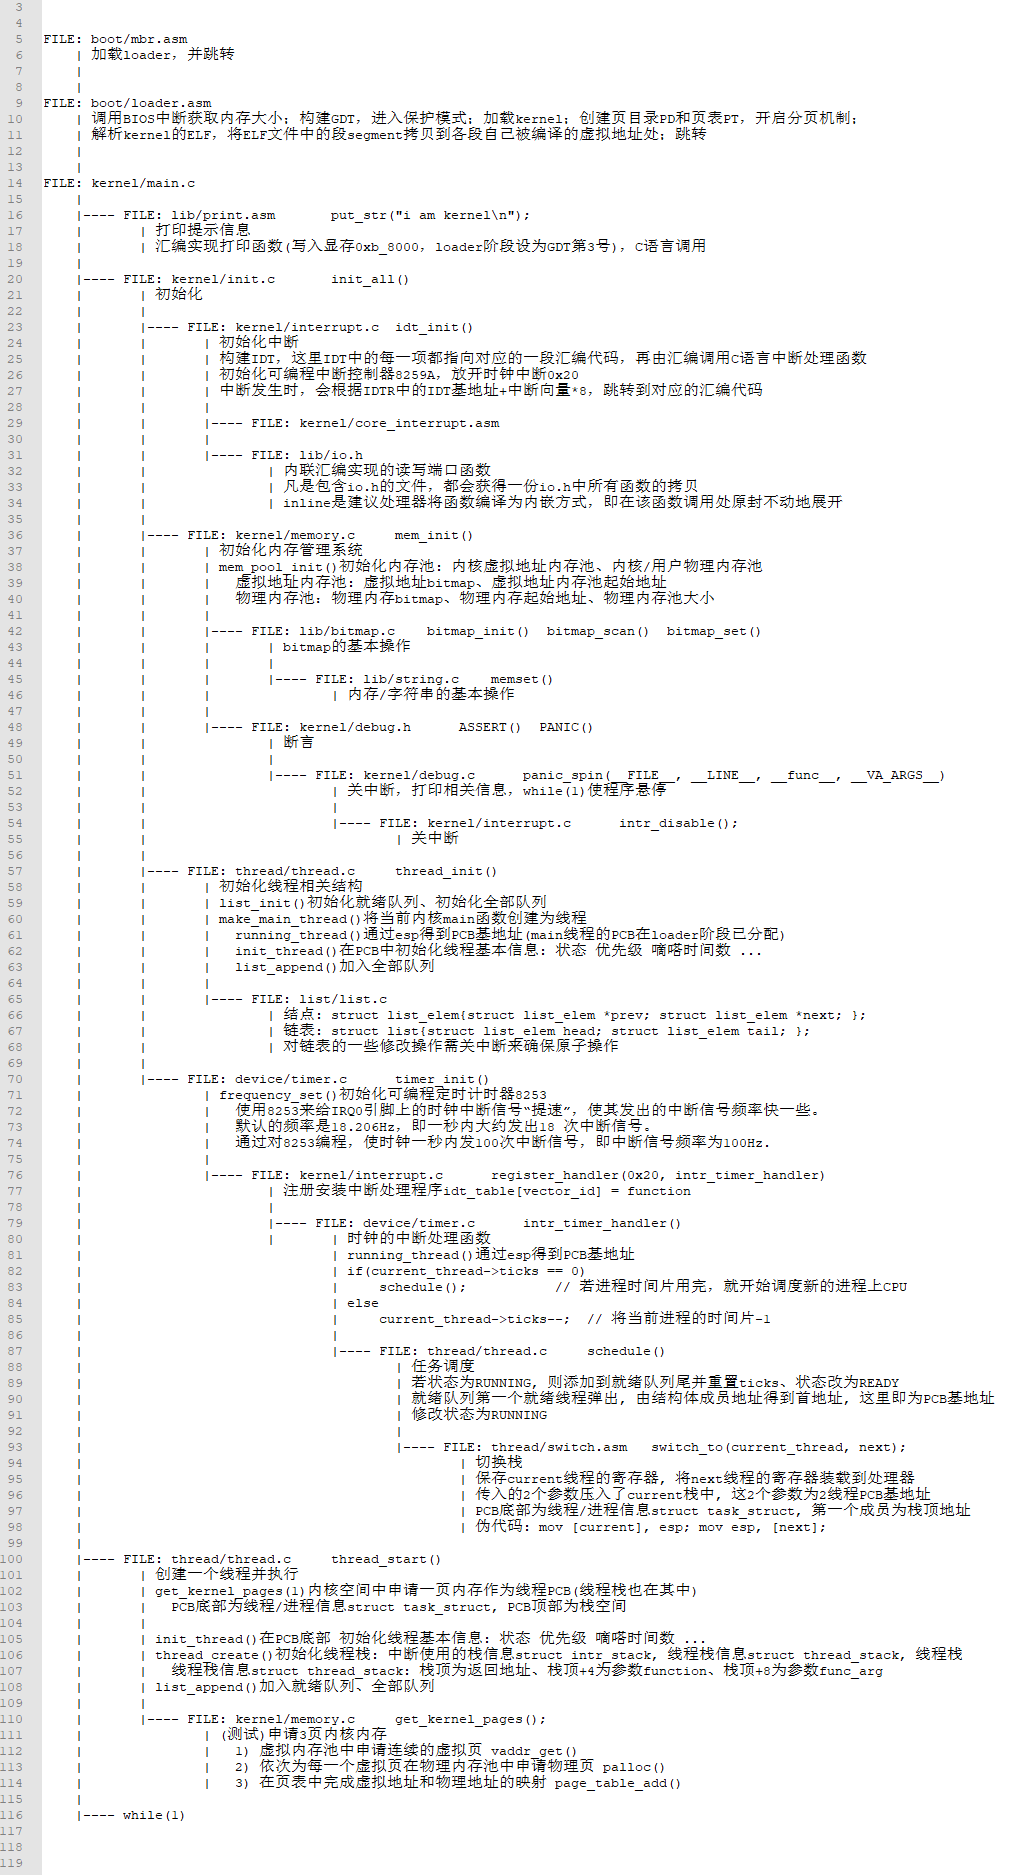 3
4
5 FILE: boot/mbr.asm
6 | 加载loader，并跳转
7 |
8 |
9 FILE: boot/loader.asm
10 | 调用BIOS中断获取内存大小；构建GDT，进入保护模式；加载kernel；创建页目录PD和页表PT，开启分页机制；
11 | 解析kernel的ELF，将ELF文件中的段segment拷贝到各段自己被编译的虚拟地址处；跳转
12 |
13 |
14 FILE: kernel/main.c
15 |
16 |---- FILE: lib/print.asm put_str("i am kernel\n");
17 | | 打印提示信息
18 | | 汇编实现打印函数(写入显存0xb_8000，loader阶段设为GDT第3号)，C语言调用
19 |
20 |---- FILE: kernel/init.c init_all()
21 | | 初始化
22 | |
23 | |---- FILE: kernel/interrupt.c idt_init()
24 | | | 初始化中断
25 | | | 构建IDT，这里IDT中的每一项都指向对应的一段汇编代码，再由汇编调用C语言中断处理函数
26 | | | 初始化可编程中断控制器8259A，放开时钟中断0x20
27 | | | 中断发生时，会根据IDTR中的IDT基地址+中断向量*8，跳转到对应的汇编代码
28 | | |
29 | | |---- FILE: kernel/core_interrupt.asm
30 | | |
31 | | |---- FILE: lib/io.h
32 | | | 内联汇编实现的读写端口函数
33 | | | 凡是包含io.h的文件，都会获得一份io.h中所有函数的拷贝
34 | | | inline是建议处理器将函数编译为内嵌方式，即在该函数调用处原封不动地展开
35 | |
36 | |---- FILE: kernel/memory.c mem_init()
37 | | | 初始化内存管理系统
38 | | | mem_pool_init()初始化内存池：内核虚拟地址内存池、内核/用户物理内存池
39 | | | 虚拟地址内存池：虚拟地址bitmap、虚拟地址内存池起始地址
40 | | | 物理内存池：物理内存bitmap、物理内存起始地址、物理内存池大小
41 | | |
42 | | |---- FILE: lib/bitmap.c bitmap_init() bitmap_scan() bitmap_set()
43 | | | | bitmap的基本操作
44 | | | |
45 | | | |---- FILE: lib/string.c memset()
46 | | | | 内存/字符串的基本操作
47 | | |
48 | | |---- FILE: kernel/debug.h ASSERT() PANIC()
49 | | | 断言
50 | | |
51 | | |---- FILE: kernel/debug.c panic_spin(__FILE__, __LINE__, __func__, __VA_ARGS__)
52 | | | 关中断，打印相关信息，while(1)使程序悬停
53 | | |
54 | | |---- FILE: kernel/interrupt.c intr_disable();
55 | | | 关中断
56 | |
57 | |---- FILE: thread/thread.c thread_init()
58 | | | 初始化线程相关结构
59 | | | list_init()初始化就绪队列、初始化全部队列
60 | | | make_main_thread()将当前内核main函数创建为线程
61 | | | running_thread()通过esp得到PCB基地址(main线程的PCB在loader阶段已分配)
62 | | | init_thread()在PCB中初始化线程基本信息：状态 优先级 嘀嗒时间数 ...
63 | | | list_append()加入全部队列
64 | | |
65 | | |---- FILE: list/list.c
66 | | | 结点：struct list_elem{struct list_elem *prev; struct list_elem *next; };
67 | | | 链表：struct list{struct list_elem head; struct list_elem tail; };
68 | | | 对链表的一些修改操作需关中断来确保原子操作
69 | |
70 | |---- FILE: device/timer.c timer_init()
71 | | frequency_set()初始化可编程定时计时器8253
72 | | 使用8253来给IRQ0引脚上的时钟中断信号“提速”，使其发出的中断信号频率快一些。
73 | | 默认的频率是18.206Hz，即一秒内大约发出18 次中断信号。
74 | | 通过对8253编程，使时钟一秒内发100次中断信号，即中断信号频率为100Hz.
75 | |
76 | |---- FILE: kernel/interrupt.c register_handler(0x20, intr_timer_handler)
77 | | 注册安装中断处理程序idt_table[vector_id] = function
78 | |
79 | |---- FILE: device/timer.c intr_timer_handler()
80 | | | 时钟的中断处理函数
81 | | running_thread()通过esp得到PCB基地址
82 | | if(current_thread->ticks == 0)
83 | | schedule(); // 若进程时间片用完，就开始调度新的进程上CPU
84 | | else
85 | | current_thread->ticks--; // 将当前进程的时间片-1
86 | |
87 | |---- FILE: thread/thread.c schedule()
88 | | 任务调度
89 | | 若状态为RUNNING, 则添加到就绪队列尾并重置ticks、状态改为READY
90 | | 就绪队列第一个就绪线程弹出, 由结构体成员地址得到首地址, 这里即为PCB基地址
91 | | 修改状态为RUNNING
92 | |
93 | |---- FILE: thread/switch.asm switch_to(current_thread, next);
94 | | 切换栈
95 | | 保存current线程的寄存器, 将next线程的寄存器装载到处理器
96 | | 传入的2个参数压入了current栈中, 这2个参数为2线程PCB基地址
97 | | PCB底部为线程/进程信息struct task_struct, 第一个成员为栈顶地址
98 | | 伪代码：mov [current], esp; mov esp, [next];
99 |
100 |---- FILE: thread/thread.c thread_start()
101 | | 创建一个线程并执行
102 | | get_kernel_pages(1)内核空间中申请一页内存作为线程PCB(线程栈也在其中)
103 | | PCB底部为线程/进程信息struct task_struct, PCB顶部为栈空间
104 | |
105 | | init_thread()在PCB底部 初始化线程基本信息：状态 优先级 嘀嗒时间数 ...
106 | | thread_create()初始化线程栈：中断使用的栈信息struct intr_stack, 线程栈信息struct thread_stack, 线程栈
107 | | 线程栈信息struct thread_stack：栈顶为返回地址、栈顶+4为参数function、栈顶+8为参数func_arg
108 | | list_append()加入就绪队列、全部队列
109 | |
110 | |---- FILE: kernel/memory.c get_kernel_pages();
111 | | (测试)申请3页内核内存
112 | | 1) 虚拟内存池中申请连续的虚拟页 vaddr_get()
113 | | 2) 依次为每一个虚拟页在物理内存池中申请物理页 palloc()
114 | | 3) 在页表中完成虚拟地址和物理地址的映射 page_table_add()
115 |
116 |---- while(1)
117
118
119